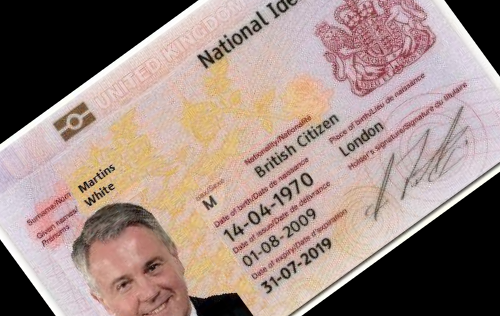 UNITED KINGDOM
National Ide
Surname/Nom
Martins
Given names/
Prénoms
White
Sex/Sexe
M
Nationality/Nationalité
British Citizen
Date of birth/Date de naissance
14-04-1970
Place of birth/Lieu de naissance
London
Date of issue/Date de délivrance
01-08-2009
Holder's signature/Signature du titulaire
Date of expiry/Date d'expiration
31-07-2019